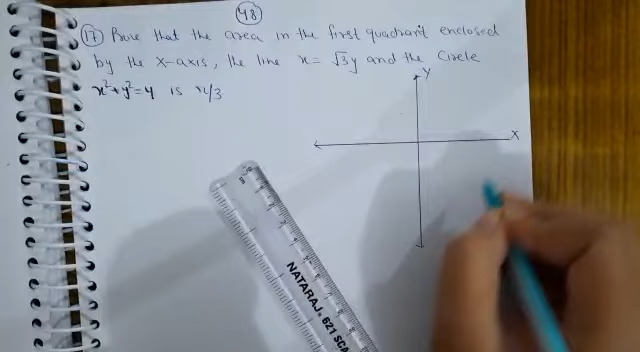 48
17 Prove that the area in the first quadrant enclosed
by the x-axis, the line x = √3y and the Circle
x²+y²=4 is π/3
Y
X
NATARAJ 621 SCA